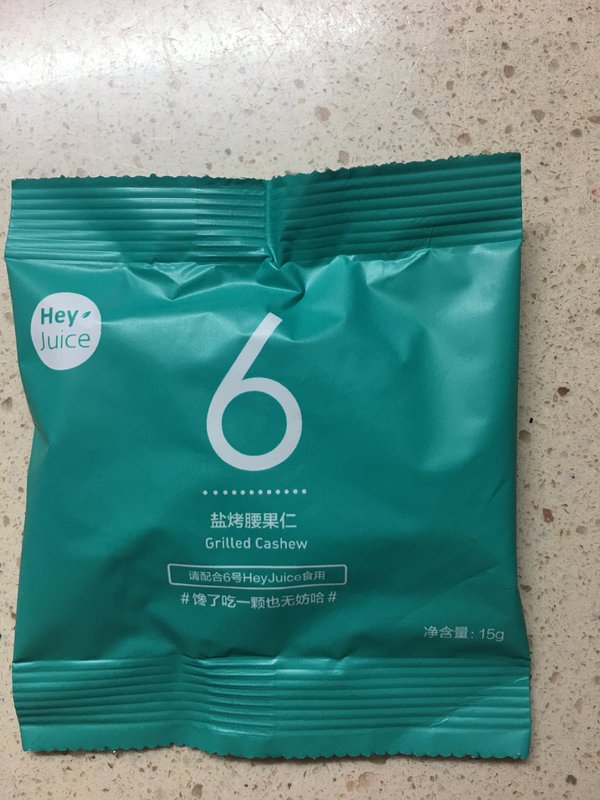 Hey
Juice
6
盐烤腰果仁
Grilled Cashew
请配合6号HeyJuice食用
#馋了吃一颗也无妨哈#
净含量: 15g